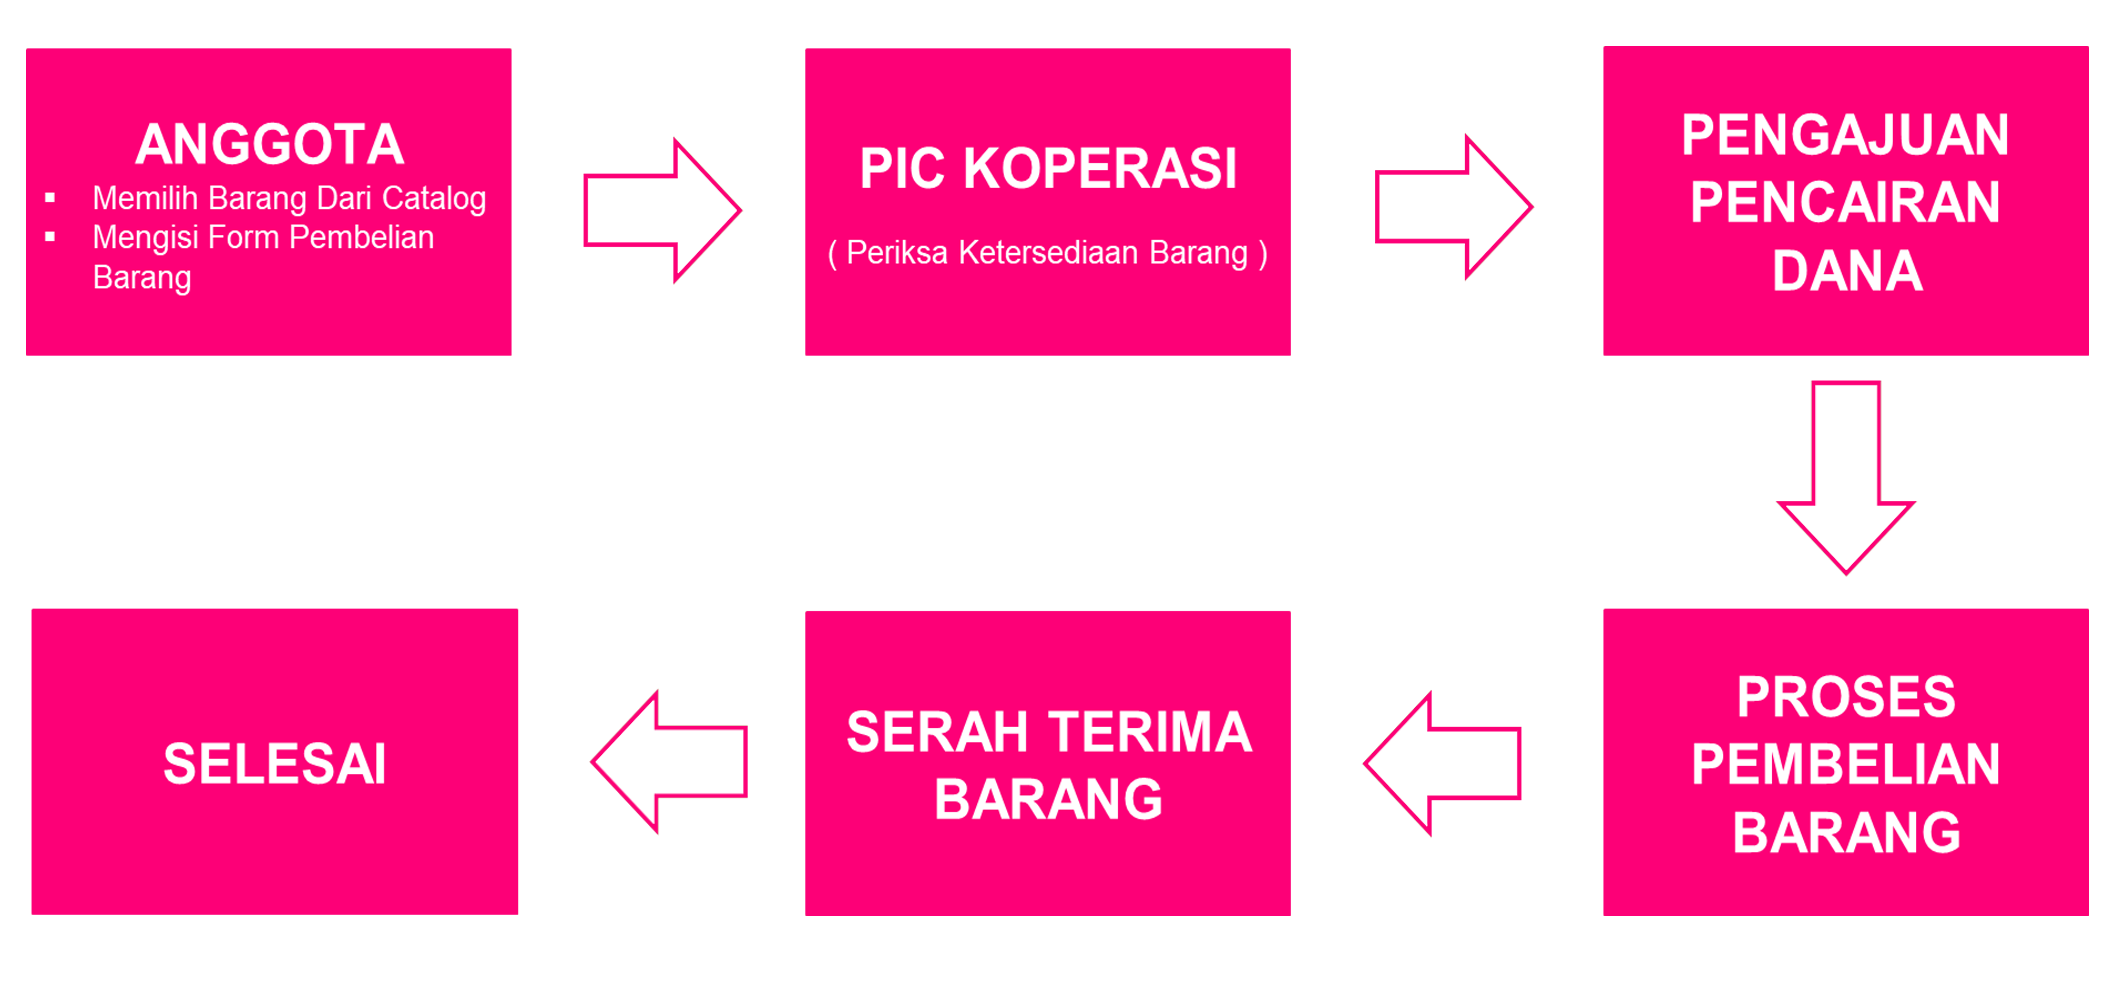 ANGGOTA
▪ Memilih Barang Dari Catalog
▪ Mengisi Form Pembelian
Barang
PIC KOPERASI
( Periksa Ketersediaan Barang )
PENGAJUAN
PENCAIRAN
DANA
PROSES
PEMBELIAN
BARANG
SERAH TERIMA
BARANG
SELESAI